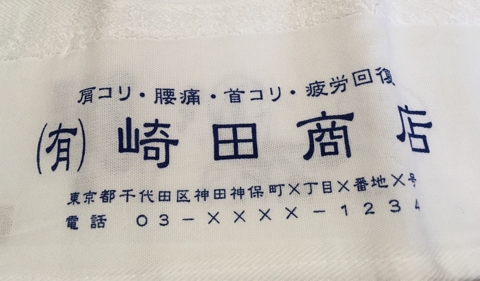 肩コリ・腰痛・首コリ・疲労回復
(有)崎田商店
東京都千代田区神田神保町×丁目×番地×号
電話 03-××××-1234